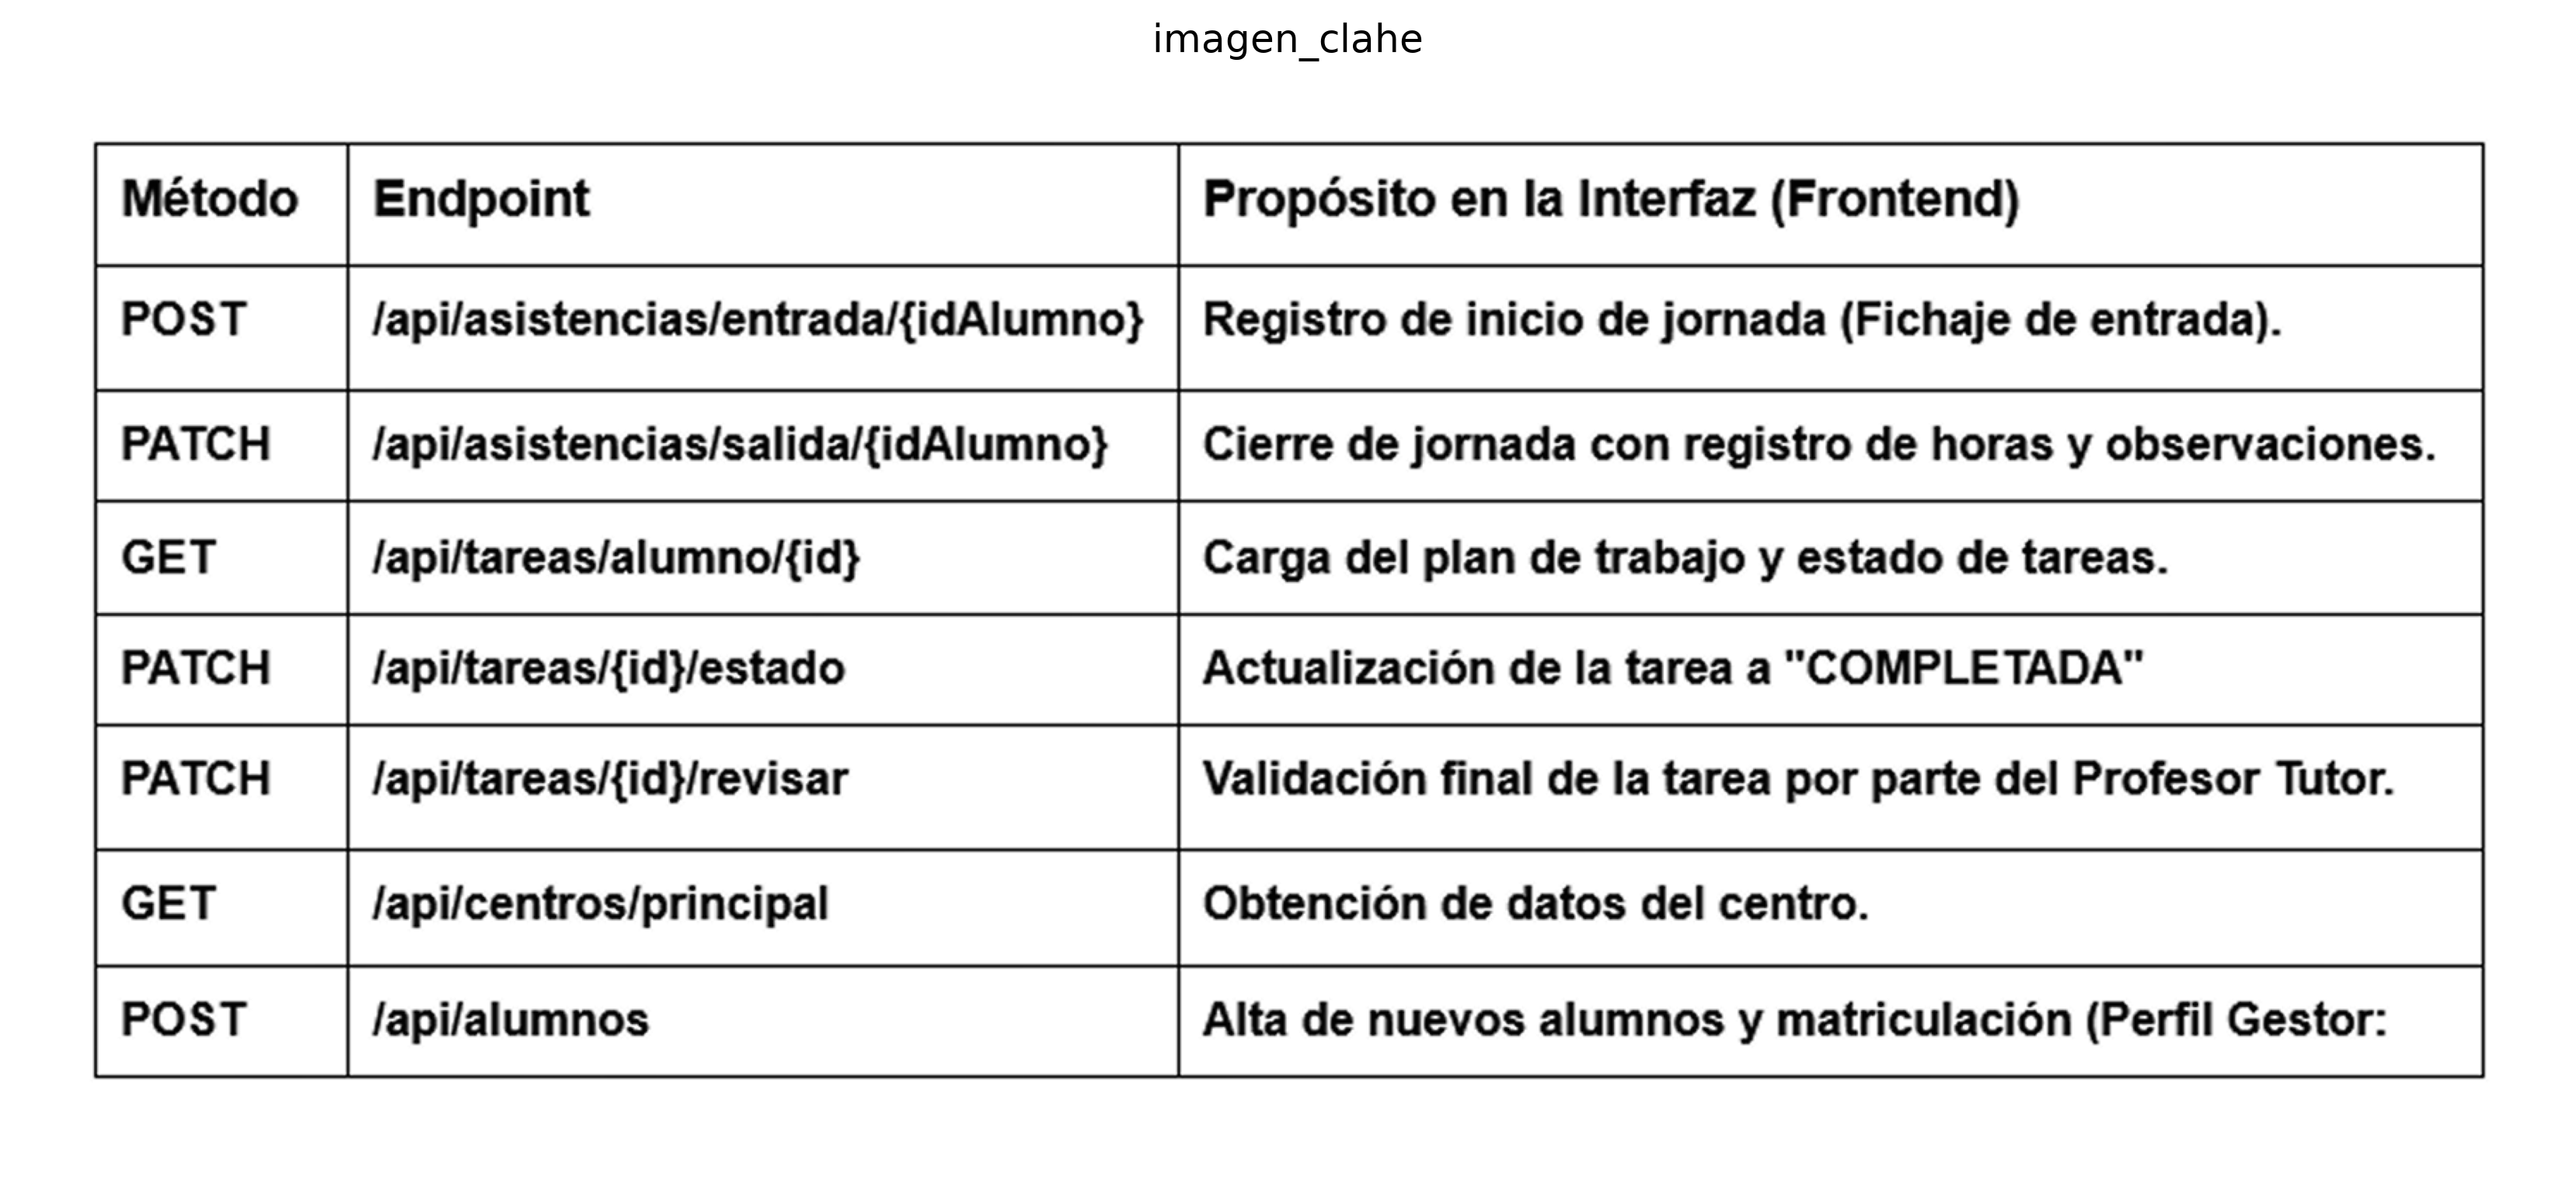 imagen_clahe
Método Endpoint Propósito en la Interfaz (Frontend)
POST /api/asistencias/entrada/{idAlumno} Registro de inicio de jornada (Fichaje de entrada).
PATCH /api/asistencias/salida/{idAlumno} Cierre de jornada con registro de horas y observaciones.
GET /api/tareas/alumno/{id} Carga del plan de trabajo y estado de tareas.
PATCH /api/tareas/{id}/estado Actualización de la tarea a "COMPLETADA"
PATCH /api/tareas/{id}/revisar Validación final de la tarea por parte del Profesor Tutor.
GET /api/centros/principal Obtención de datos del centro.
POST /api/alumnos Alta de nuevos alumnos y matriculación (Perfil Gestor: